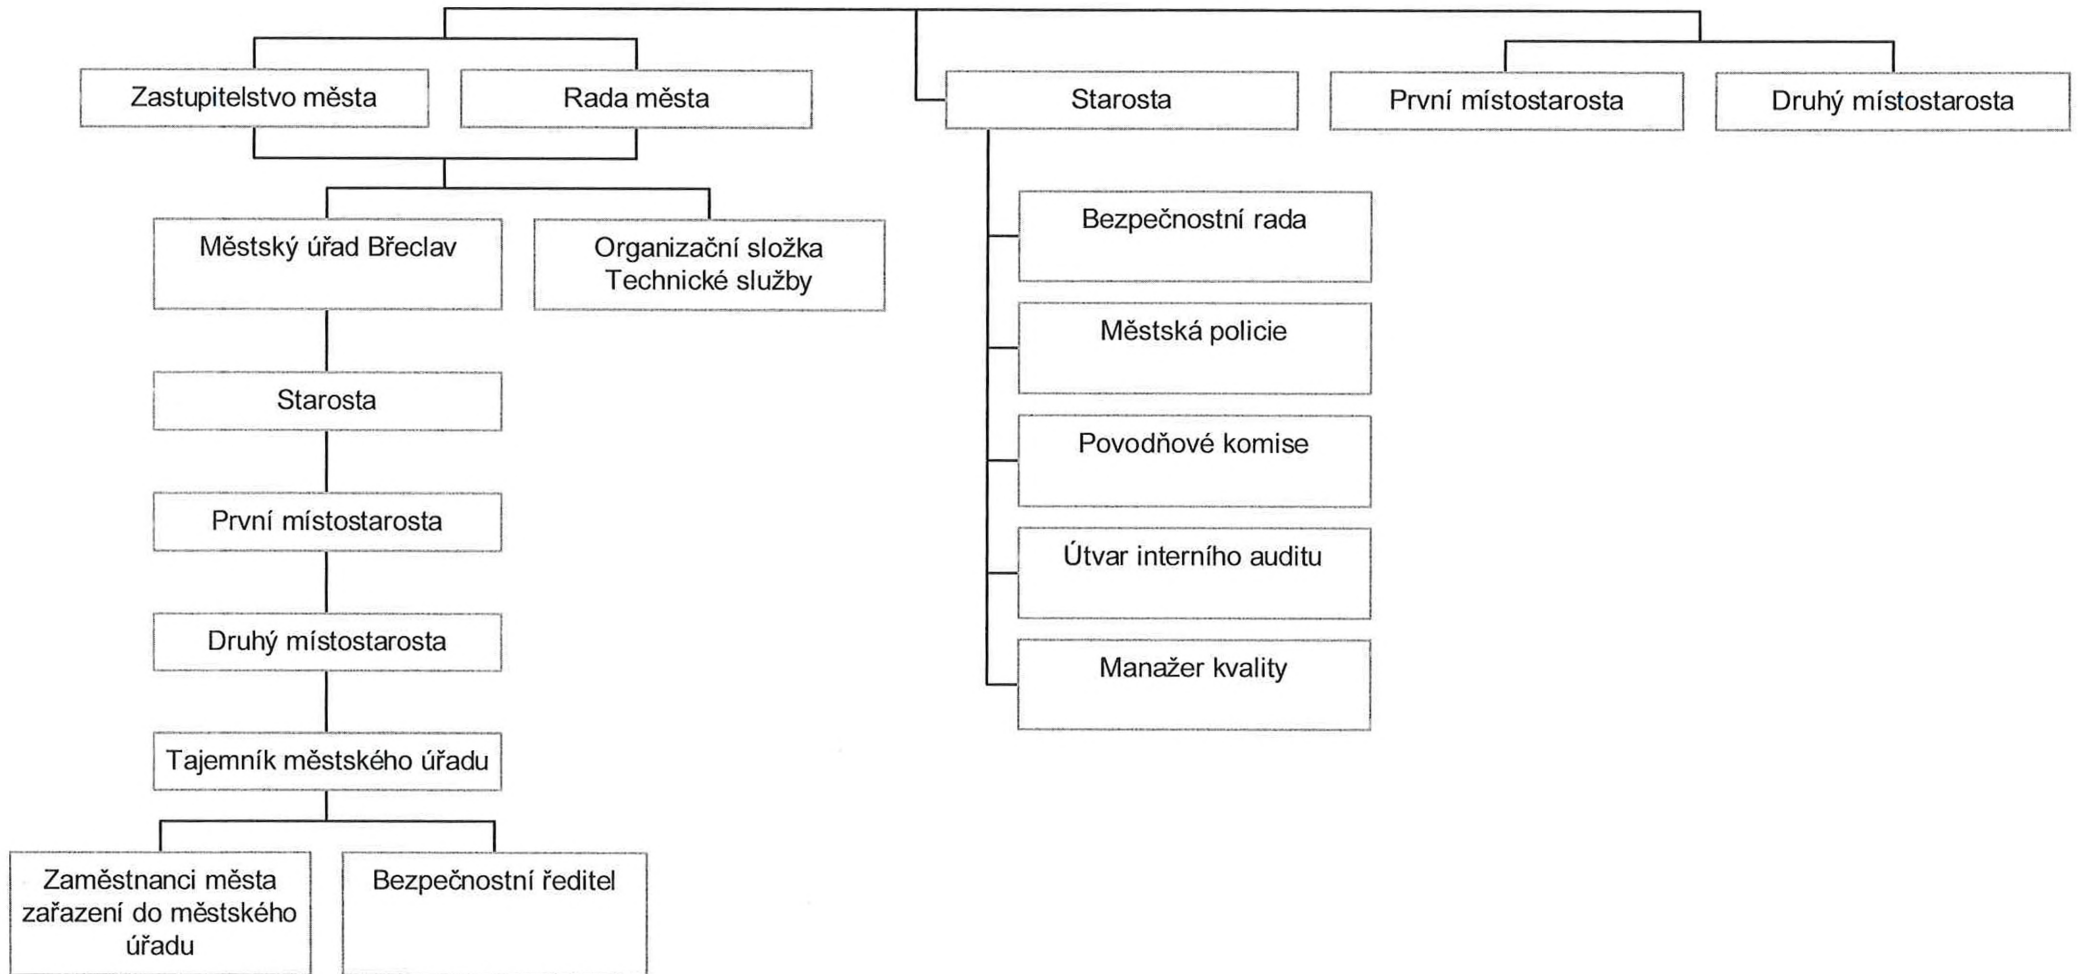 Zastupitelstvo města
Rada města
Starosta
První místostarosta
Druhý místostarosta
Městský úřad Břeclav
Organizační složka
Technické služby
Bezpečnostní rada
Městská policie
Povodňové komise
Útvar interního auditu
Manažer kvality
Starosta
První místostarosta
Druhý místostarosta
Tajemník městského úřadu
Zaměstnanci města
zařazení do městského
úřadu
Bezpečnostní ředitel